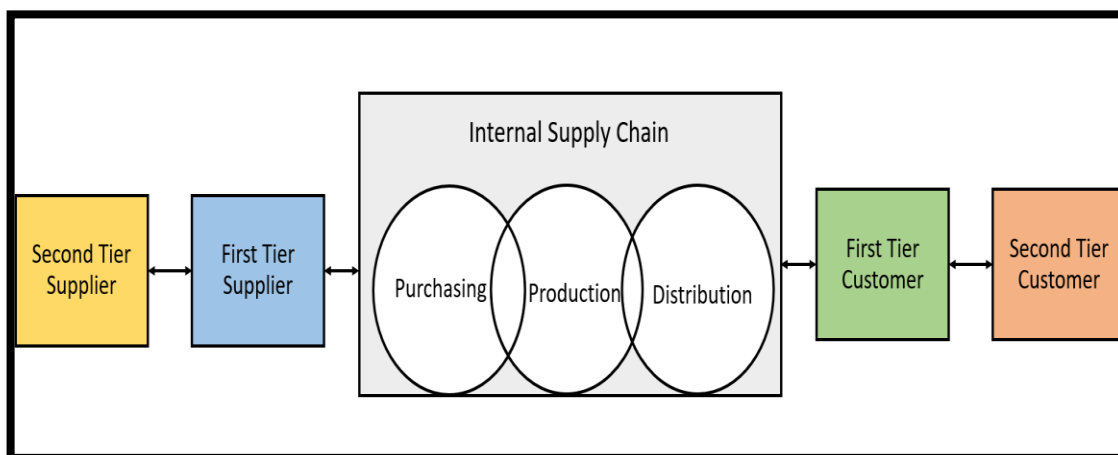 Internal Supply Chain
Second Tier
Supplier
First Tier
Supplier
Purchasing
Production
Distribution
First Tier
Customer
Second Tier
Customer